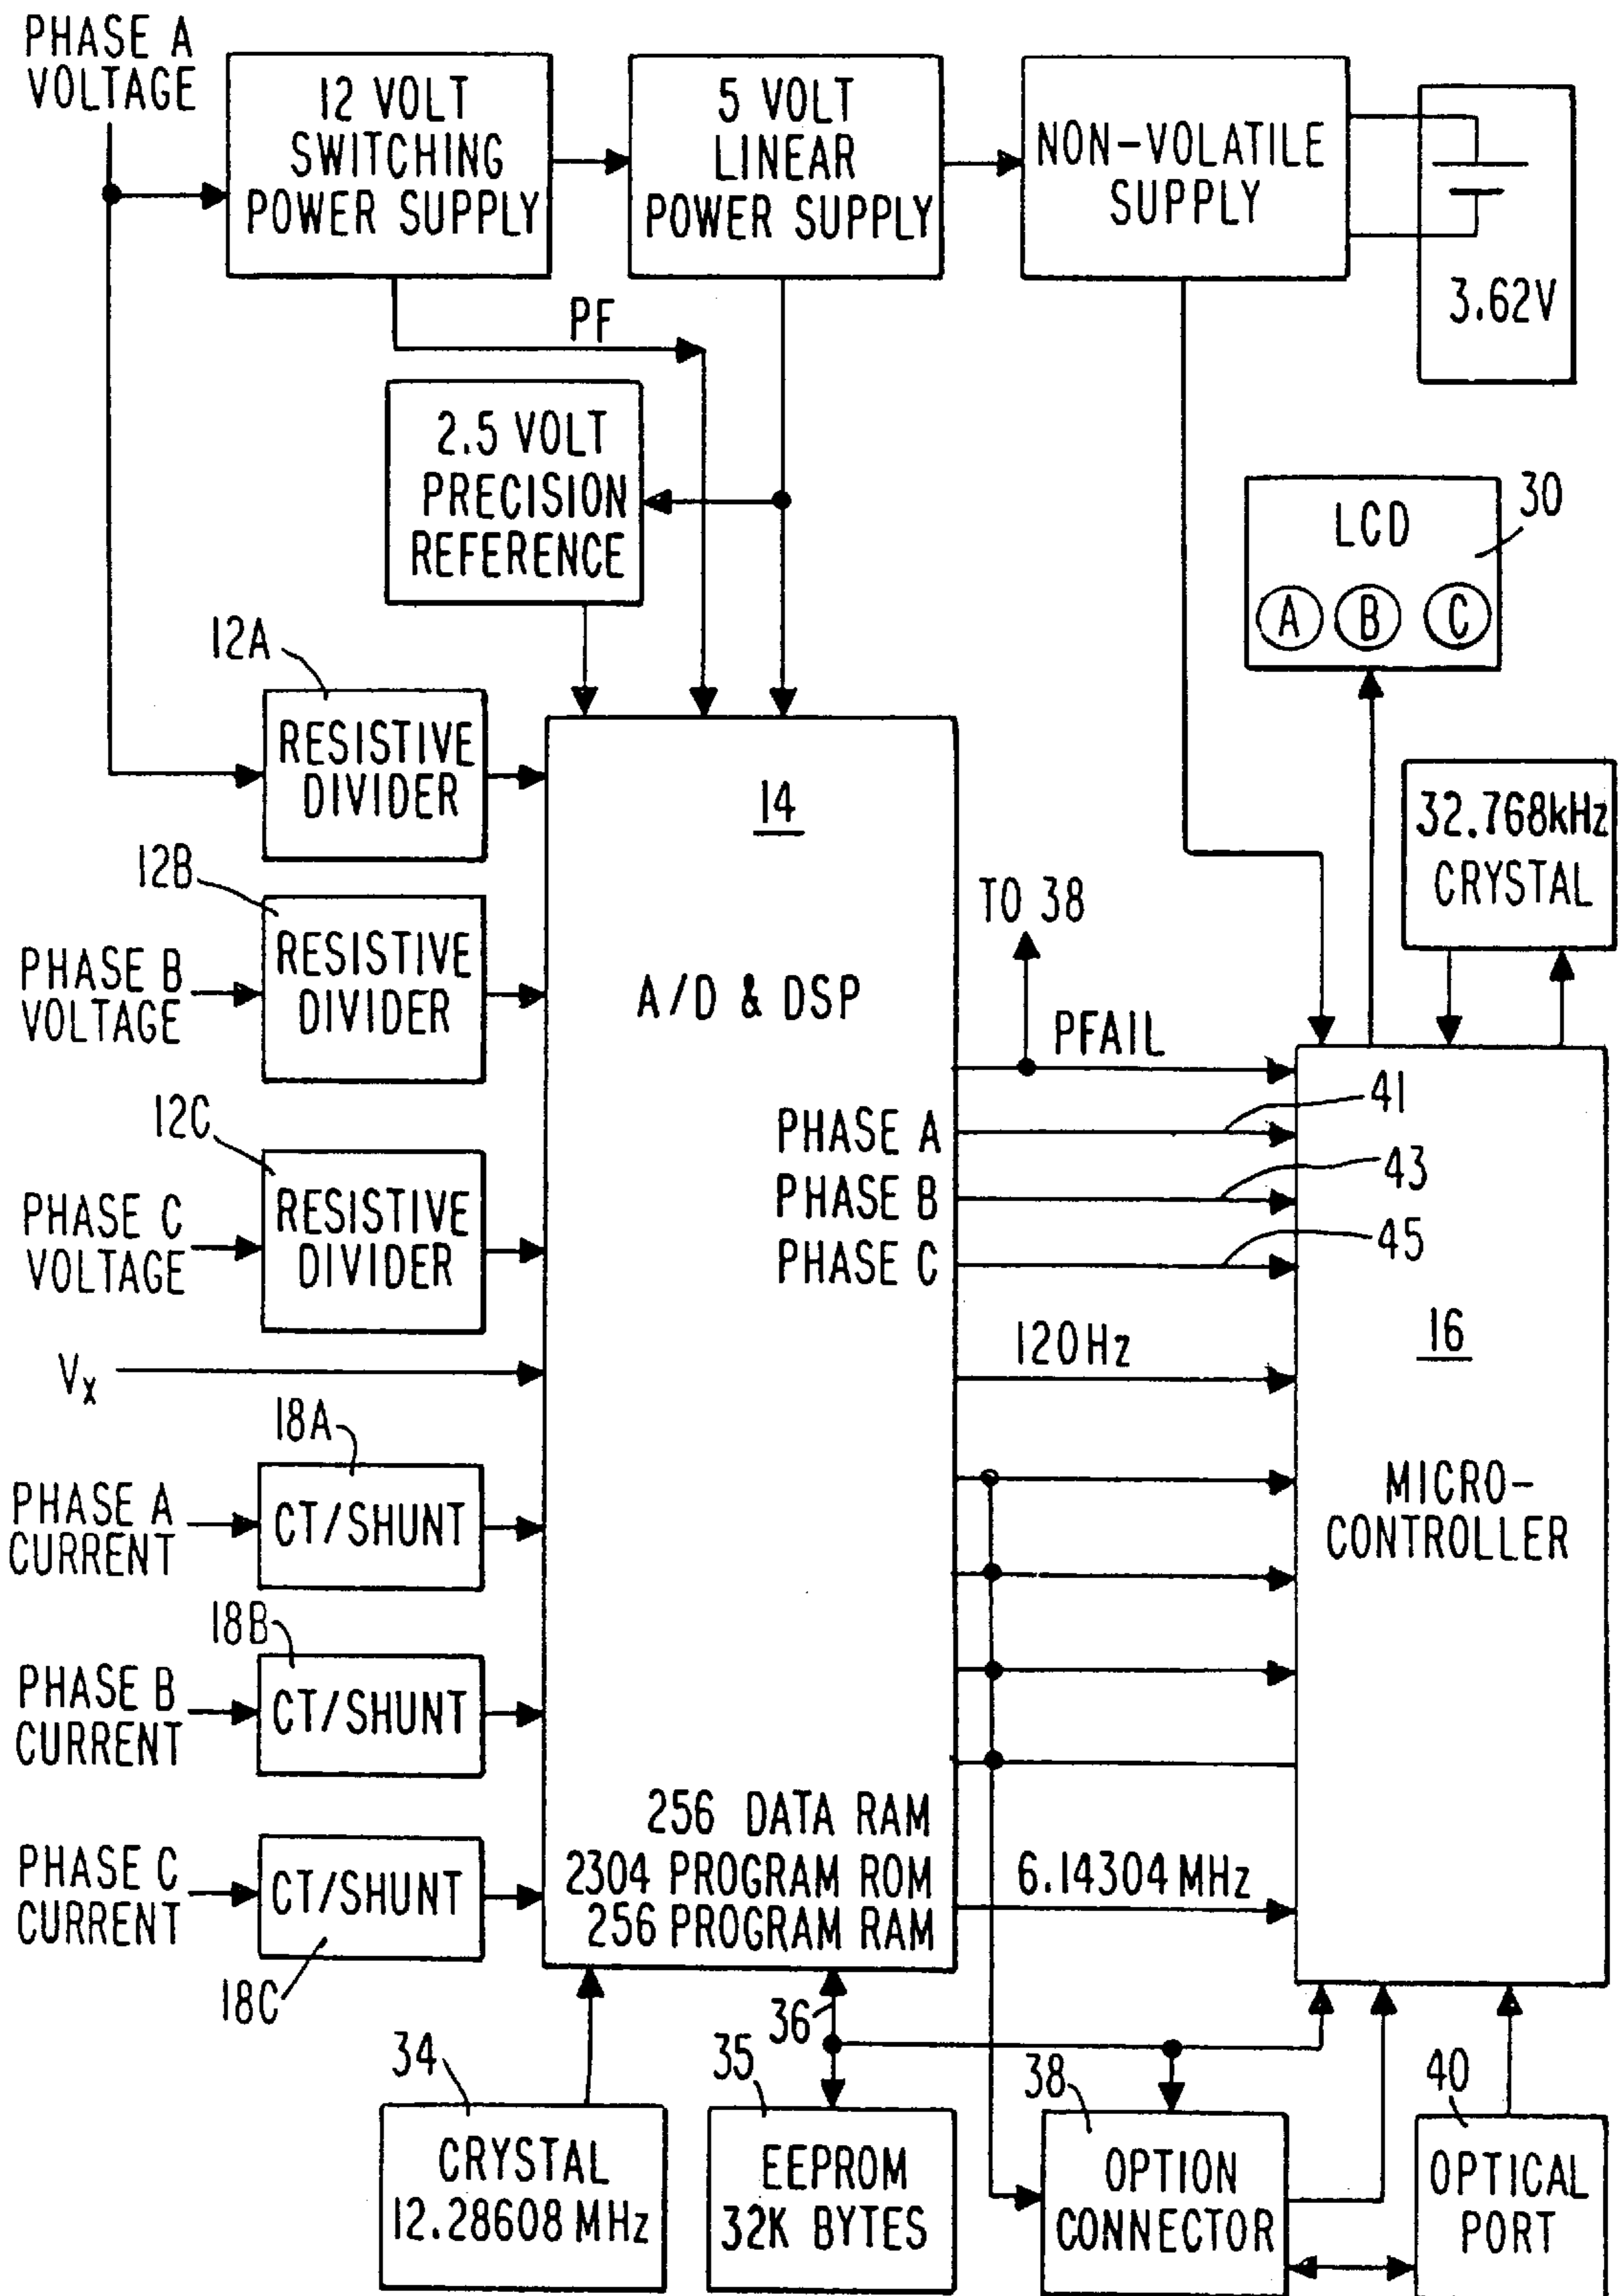 PHASE A
VOLTAGE
12 VOLT
SWITCHING
POWER SUPPLY
5 VOLT
LINEAR
POWER SUPPLY
NON-VOLATILE
SUPPLY
3.62V
PF
2.5 VOLT
PRECISION
REFERENCE
LCD
A B C
30
12A
RESISTIVE
DIVIDER
14
32.768kHz
CRYSTAL
12B
PHASE B
VOLTAGE
RESISTIVE
DIVIDER
A/D & DSP
TO 38
PFAIL
12C
PHASE C
VOLTAGE
RESISTIVE
DIVIDER
PHASE A
41
PHASE B
43
PHASE C
45
Vx
120Hz
16
MICRO-
CONTROLLER
18A
PHASE A
CURRENT
CT/SHUNT
18B
PHASE B
CURRENT
CT/SHUNT
PHASE C
CURRENT
CT/SHUNT
18C
256 DATA RAM
2304 PROGRAM ROM
256 PROGRAM RAM
6.14304 MHz
34
CRYSTAL
12.28608 MHz
36
35
EEPROM
32K BYTES
38
OPTION
CONNECTOR
40
OPTICAL
PORT